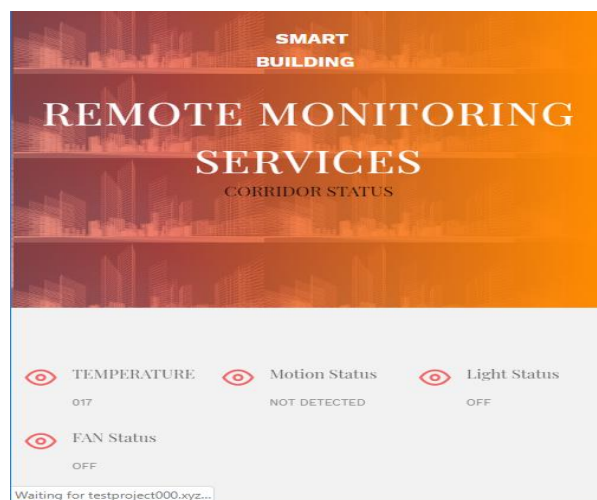 SMART
BUILDING
REMOTE MONITORING
SERVICES
CORRIDOR STATUS
TEMPERATURE
017
Motion Status
NOT DETECTED
Light Status
OFF
FAN Status
OFF
Waiting for testproject000.xyz...